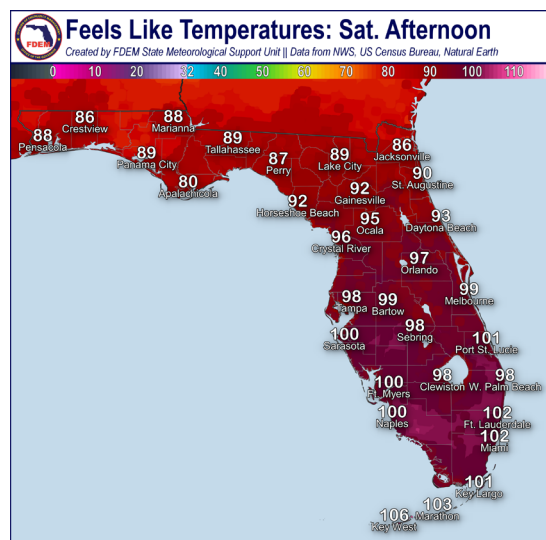 FDEM
Feels Like Temperatures: Sat. Afternoon
Created by FDEM State Meteorological Support Unit || Data from NWS, US Census Bureau, Natural Earth
0 10 20 32 40 50 60 70 80 90 100 110
86
Crestview
88
Marianna
88
Pensacola
89
Panama City
89
Tallahassee
80
Apalachicola
87
Perry
89
Lake City
86
Jacksonville
90
St. Augustine
92
Gainesville
92
Horseshoe Beach
95
Ocala
93
Daytona Beach
96
Crystal River
97
Orlando
99
Melbourne
98
Tampa
99
Bartow
98
Sebring
100
Sarasota
101
Port St. Lucie
98
Clewiston
98
W. Palm Beach
100
Ft. Myers
100
Naples
102
Ft. Lauderdale
102
Miami
101
Key Largo
103
Marathon
106
Key West